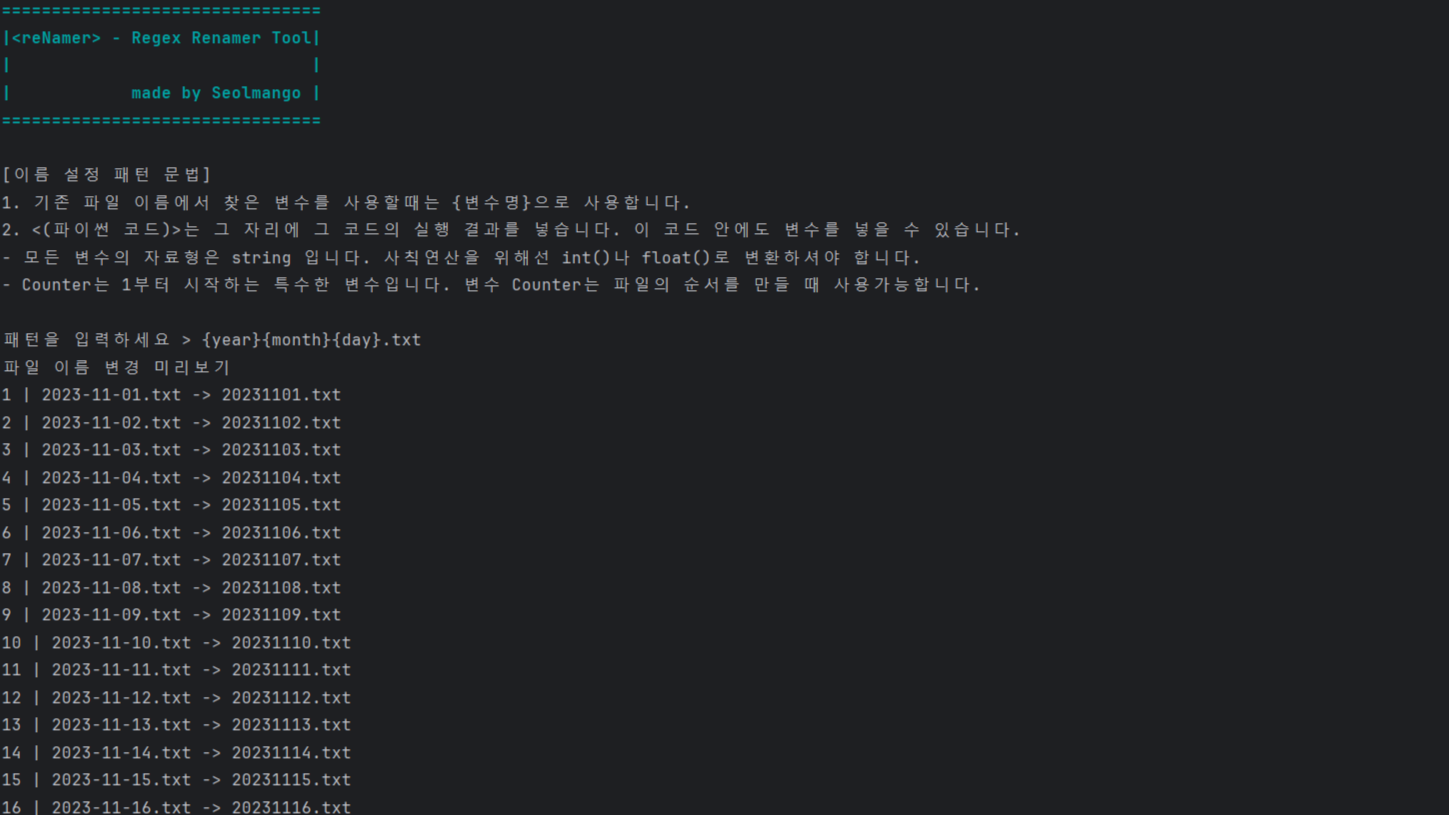 ================================
|<reNamer> - Regex Renamer Tool|
|                              |
|            made by Seolmango |
================================
[이름 설정 패턴 문법]
1. 기존 파일 이름에서 찾은 변수를 사용할때는 {변수명}으로 사용합니다.
2. <(파이썬 코드)>는 그 자리에 그 코드의 실행 결과를 넣습니다. 이 코드 안에도 변수를 넣을 수 있습니다.
- 모든 변수의 자료형은 string 입니다. 사칙연산을 위해선 int()나 float()로 변환하셔야 합니다.
- Counter는 1부터 시작하는 특수한 변수입니다. 변수 Counter는 파일의 순서를 만들 때 사용가능합니다.
패턴을 입력하세요 > {year}{month}{day}.txt
파일 이름 변경 미리보기
1 | 2023-11-01.txt -> 20231101.txt
2 | 2023-11-02.txt -> 20231102.txt
3 | 2023-11-03.txt -> 20231103.txt
4 | 2023-11-04.txt -> 20231104.txt
5 | 2023-11-05.txt -> 20231105.txt
6 | 2023-11-06.txt -> 20231106.txt
7 | 2023-11-07.txt -> 20231107.txt
8 | 2023-11-08.txt -> 20231108.txt
9 | 2023-11-09.txt -> 20231109.txt
10 | 2023-11-10.txt -> 20231110.txt
11 | 2023-11-11.txt -> 20231111.txt
12 | 2023-11-12.txt -> 20231112.txt
13 | 2023-11-13.txt -> 20231113.txt
14 | 2023-11-14.txt -> 20231114.txt
15 | 2023-11-15.txt -> 20231115.txt
16 | 2023-11-16.txt -> 20231116.txt